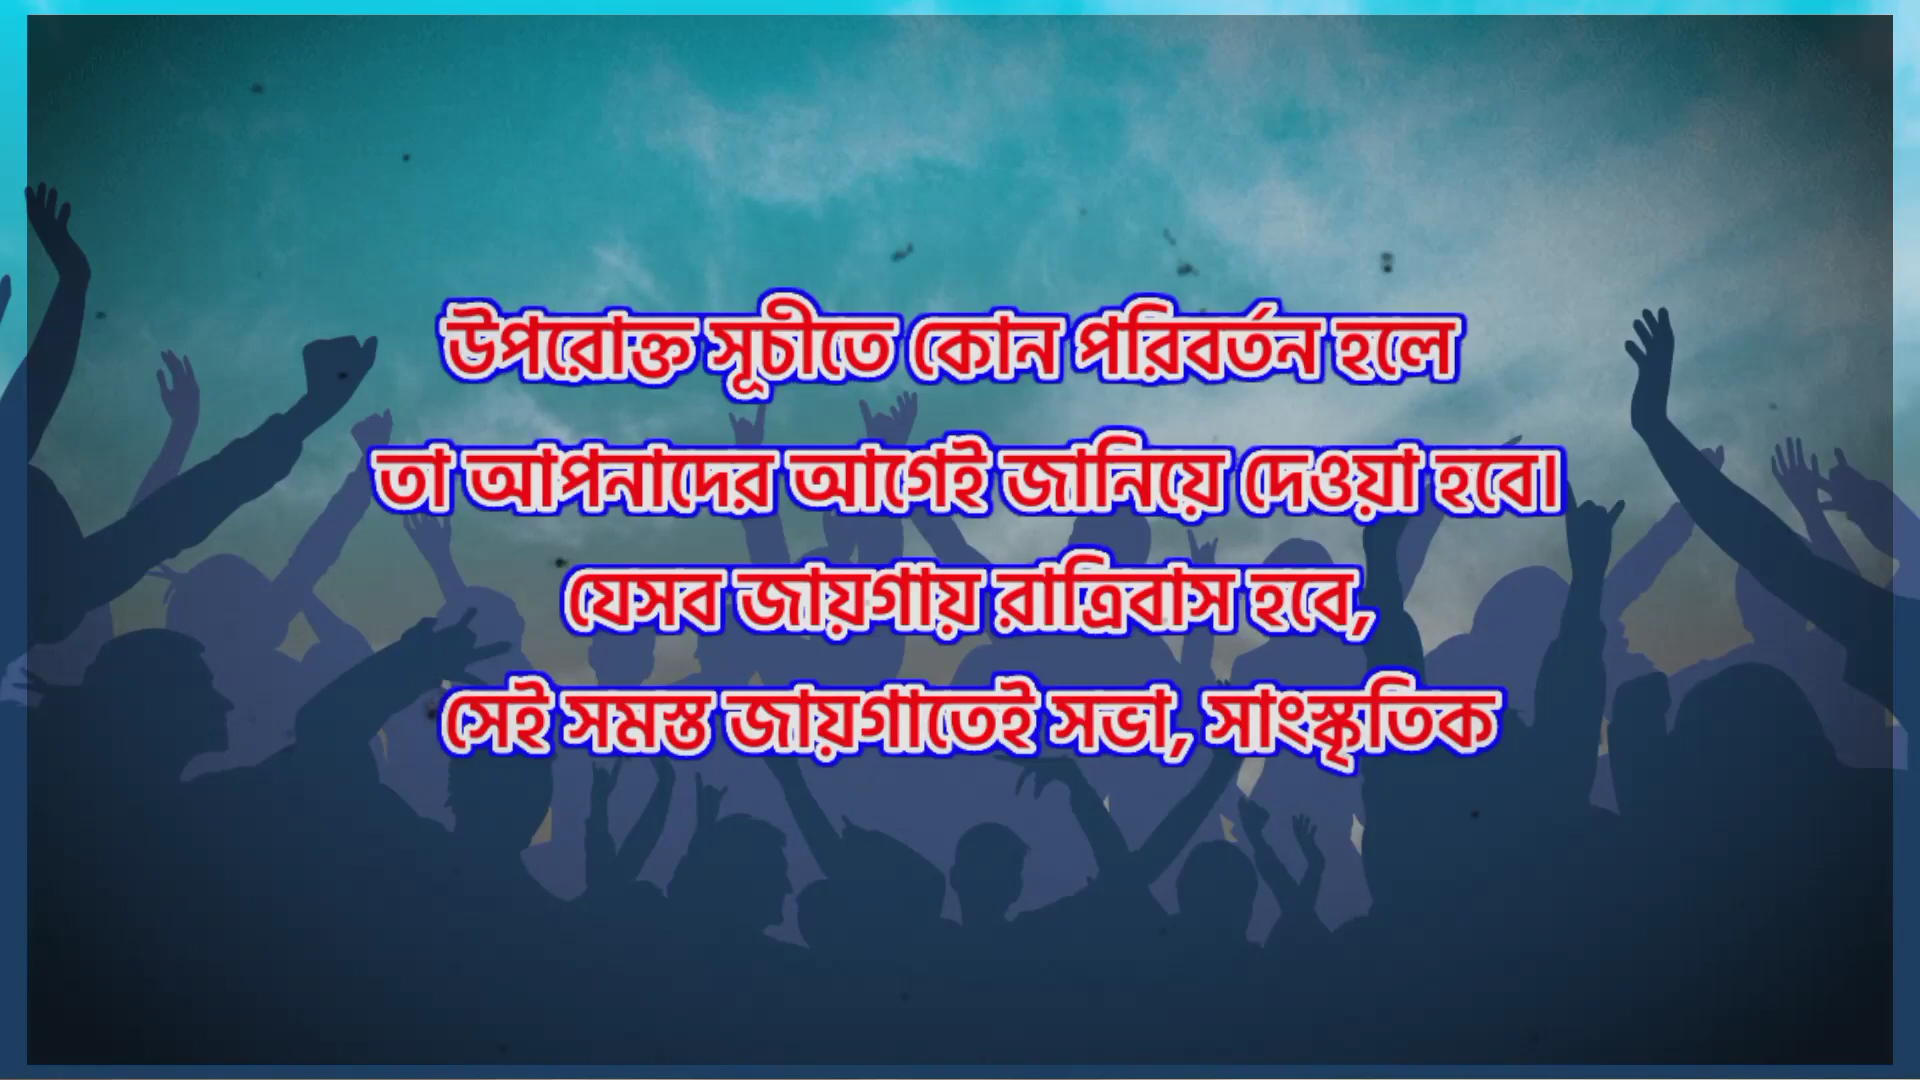 উপরোক্ত সূচীতে কোন পরিবর্তন হলে
তা আপনাদের আগেই জানিয়ে দেওয়া হবে।
যেসব জায়গায় রাত্রিবাস হবে,
সেই সমস্ত জায়গাতেই সভা, সাংস্কৃতিক